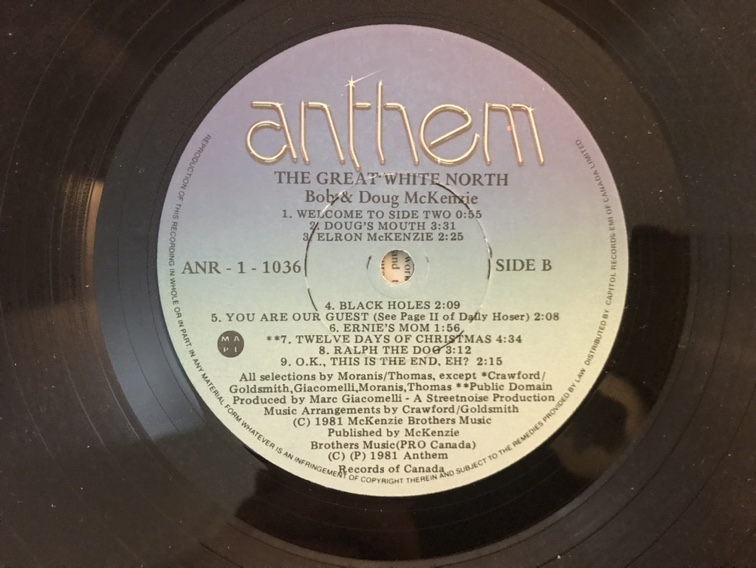 anthem
THE GREAT WHITE NORTH
Bob & Doug McKenzie
1. WELCOME TO SIDE TWO 0:55
2. DOUG'S MOUTH 3:31
3. ELRON McKENZIE 2:25
ANR - 1 - 1036
SIDE B
4. BLACK HOLES 2:09
5. YOU ARE OUR GUEST (See Page II of Daily Hoser) 2:08
6. ERNIE'S MOM 1:56
**7. TWELVE DAYS OF CHRISTMAS 4:34
8. RALPH THE DOG 3:12
9. O.K., THIS IS THE END, EH? 2:15
MA
PL
All selections by Moranis/Thomas, except *Crawford/
Goldsmith,Giacomelli,Moranis,Thomas **Public Domain
Produced by Marc Giacomelli - A Streetnoise Production
Music Arrangements by Crawford/Goldsmith
(C) 1981 McKenzie Brothers Music
Published by McKenzie
Brothers Music(PRO Canada)
(C) (P) 1981 Anthem
Records of Canada
REPRODUCTION OF THIS RECORDING IN WHOLE OR IN PART, IN ANY MATERIAL FORM WHATEVER IS AN INFRINGEMENT OF COPYRIGHT THEREIN AND SUBJECT TO THE REMEDIES PROVIDED BY LAW DISTRIBUTED BY CAPITOL RECORDS-EMI OF CANADA LIMITED